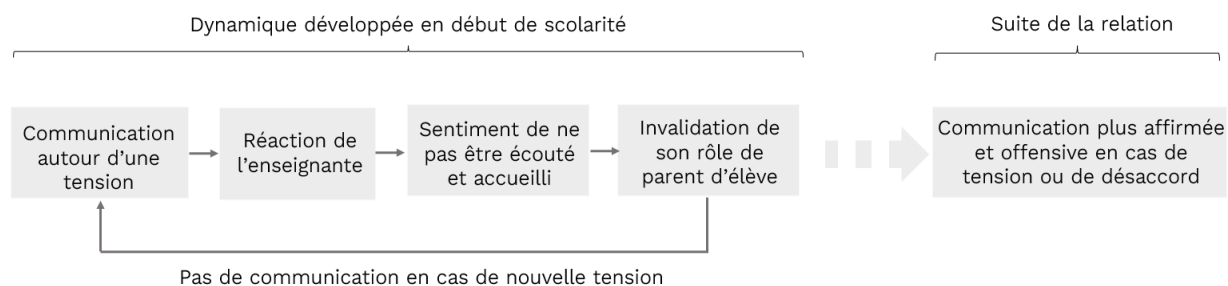 Dynamique développée en début de scolarité
Suite de la relation
Communication
autour d'une
tension
Réaction de
l'enseignante
Sentiment de ne
pas être écouté
et accueilli
Invalidation de
son rôle de
parent d'élève
Communication plus affirmée
et offensive en cas de
tension ou de désaccord
Pas de communication en cas de nouvelle tension